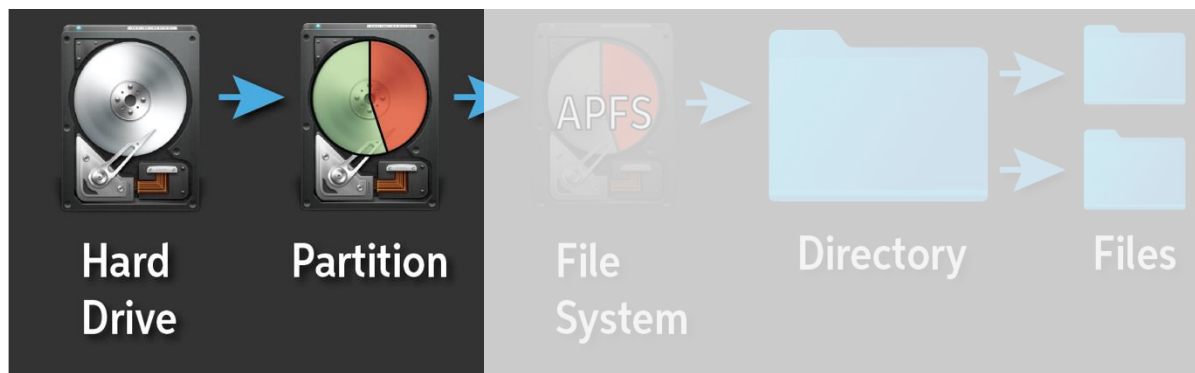 Hard
Drive
Partition
APFS
File
System
Directory
Files